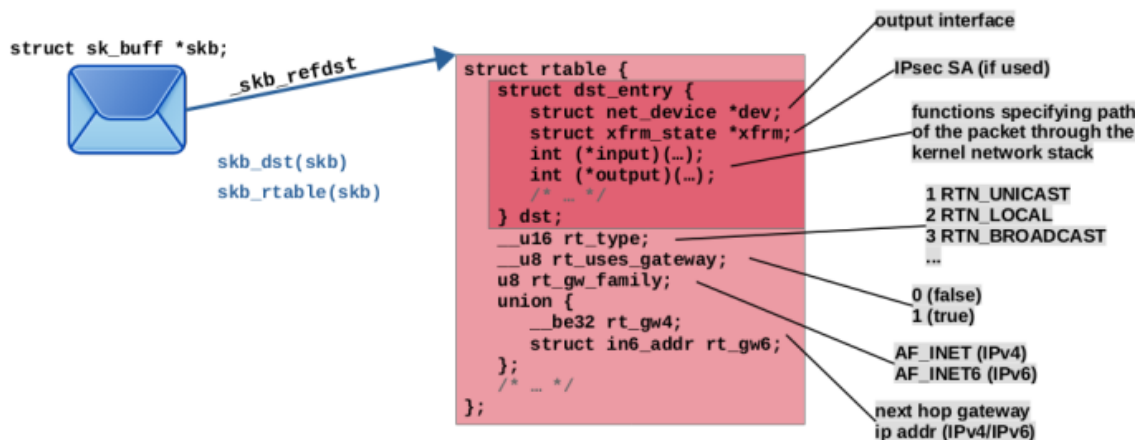 struct sk_buff *skb;
_skb_refdst
skb_dst(skb)
skb_rtable(skb)
struct rtable {
struct dst_entry {
struct net_device *dev;
struct xfrm_state *xfrm;
int (*input)(…);
int (*output)(…);
/* … */
} dst;
__u16 rt_type;
__u8 rt_uses_gateway;
u8 rt_gw_family;
union {
__be32 rt_gw4;
struct in6_addr rt_gw6;
};
/* … */
};
output interface
IPsec SA (if used)
functions specifying path
of the packet through the
kernel network stack
1 RTN_UNICAST
2 RTN_LOCAL
3 RTN_BROADCAST
...
0 (false)
1 (true)
AF_INET (IPv4)
AF_INET6 (IPv6)
next hop gateway
ip addr (IPv4/IPv6)